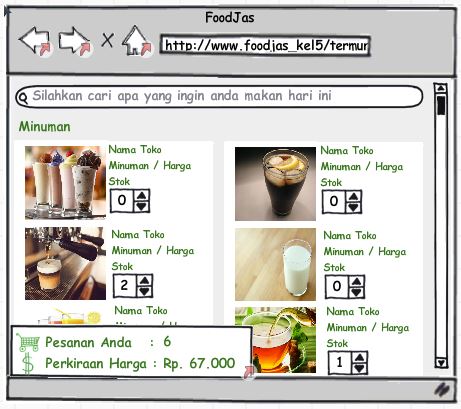 FoodJas
http://www.foodjas_kel5/termur
Silahkan cari apa yang ingin anda makan hari ini
Minuman
Nama Toko
Minuman / Harga
Stok
0
Nama Toko
Minuman / Harga
Stok
0
Nama Toko
Minuman / Harga
Stok
2
Nama Toko
Minuman / Harga
Stok
0
Nama Toko
Nama Toko
Minuman / Harga
Stok
1
Pesanan Anda : 6
$ Perkiraan Harga : Rp. 67.000